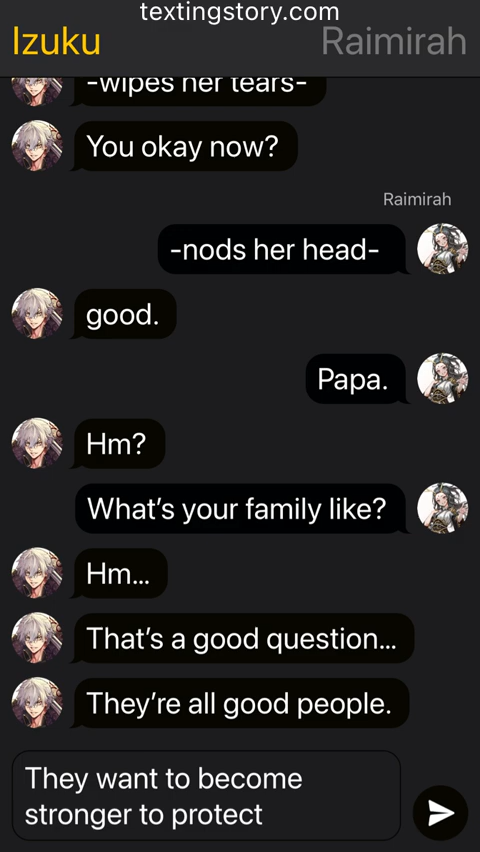 textingstory.com
Izuku
Raimirah
-wipes her tears-
You okay now?
Raimirah
-nods her head-
good.
Papa.
Hm?
What's your family like?
Hm...
That's a good question...
They're all good people.
They want to become
stronger to protect